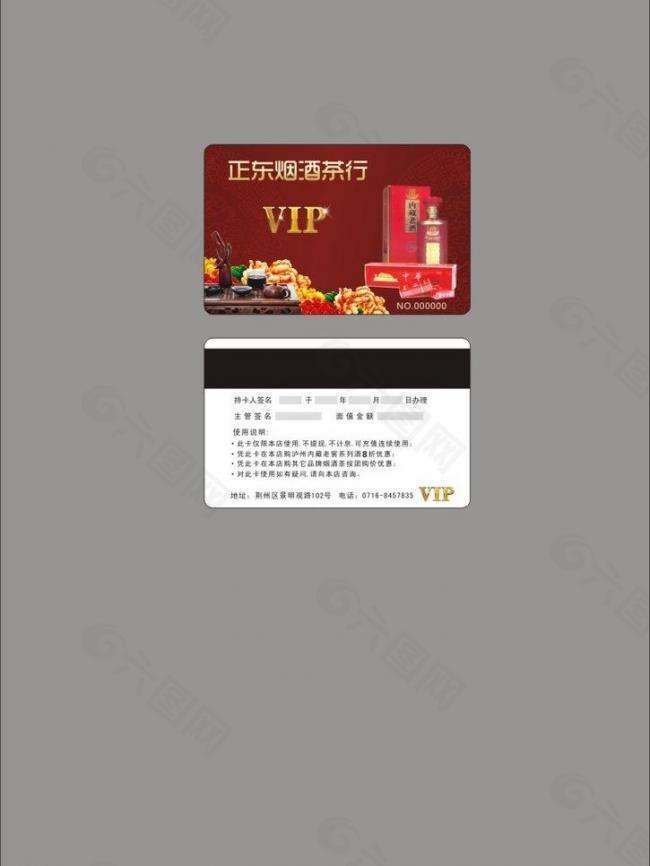 正东烟酒茶行
VIP
内藏老酒
中华
NO.000000
持卡人签名 于 年 月 日办理
主管签名 面值金额
使用说明:
·此卡仅限本店使用,不提现,不计息,可充值连续使用;
·凭此卡在本店购泸州内藏老窖系列酒8折优惠;
·凭此卡在本店购其它品牌烟酒茶按团购价优惠;
·对此卡使用如有疑问,请向本店咨询。
地址:荆州区景明观路102号 电话:0716-8457835 VIP
六图网